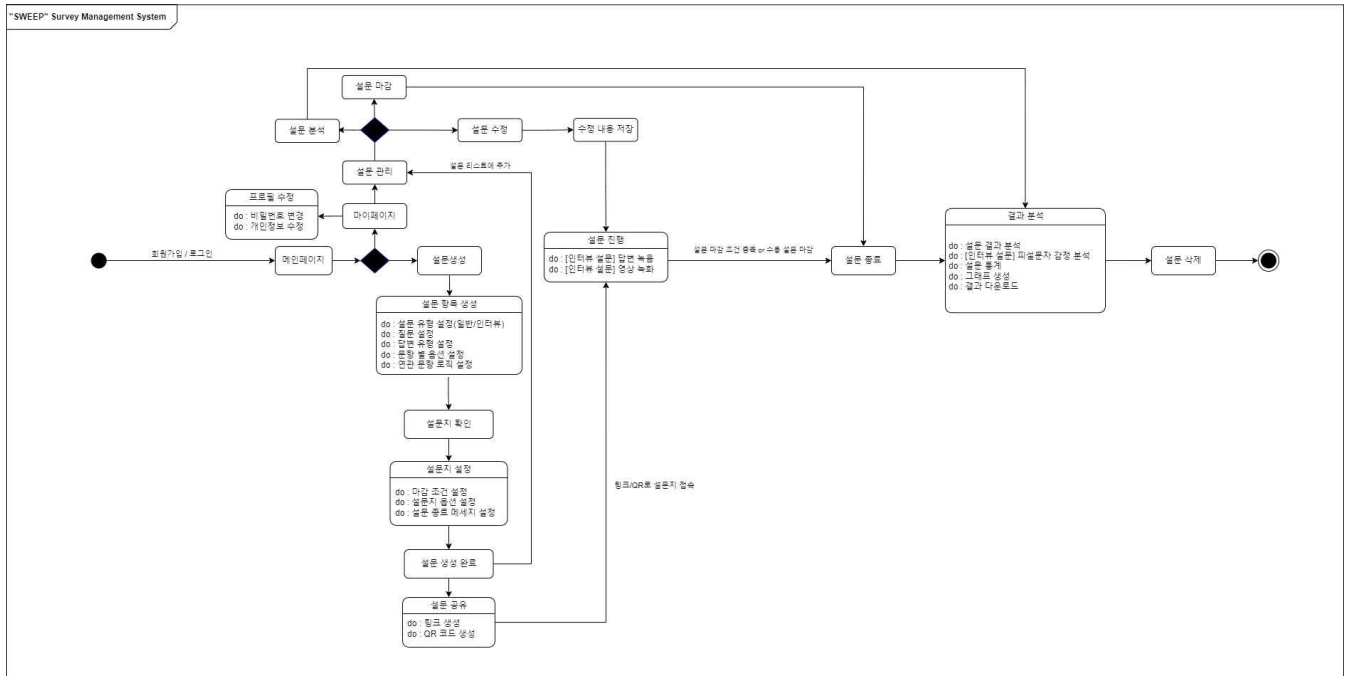 "SWEEP" Survey Management System
설문 마감
설문 분석
설문 수정
수정 내용 저장
설문 관리
설문 리스트에 추가
프로필 수정
do : 비밀번호 변경
do : 개인정보 수정
마이페이지
회원가입 / 로그인
메인페이지
설문생성
설문 진행
do : [인터뷰 설문] 답변 녹음
do : [인터뷰 설문] 영상 녹화
설문 마감 조건 충족 or 수동 설문 마감
설문 종료
결과 분석
do : 설문 결과 분석
do : [인터뷰 설문] 피설문자 감정 분석
do : 설문 통계
do : 그래프 생성
do : 결과 다운로드
설문 삭제
설문 항목 생성
do : 설문 유형 설정(일반/인터뷰)
do : 질문 설정
do : 답변 유형 설정
do : 문항 별 옵션 설정
do : 연관 문항 로직 설정
설문지 확인
설문지 설정
do : 마감 조건 설정
do : 설문지 옵션 설정
do : 설문 종료 메세지 설정
링크/QR로 설문지 접속
설문 생성 완료
설문 공유
do : 링크 생성
do : QR 코드 생성